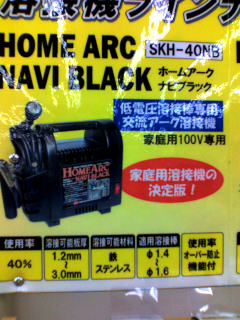 溶接機ラインナ
HOME ARC SKH-40NB
NAVI BLACK ホームアーク
ナビブラック
低電圧溶接棒専用
交流アーク溶接機
家庭用100V専用
HOMEARC
NAVI BLACK
家庭用溶接機の
決定版!
使用率 溶接可能板厚 溶接可能材料 適用溶接棒 使用率
オーバー防止
機能付
40% 1.2mm 鉄 φ1.4
~ ステンレス ~
3.0mm φ1.6